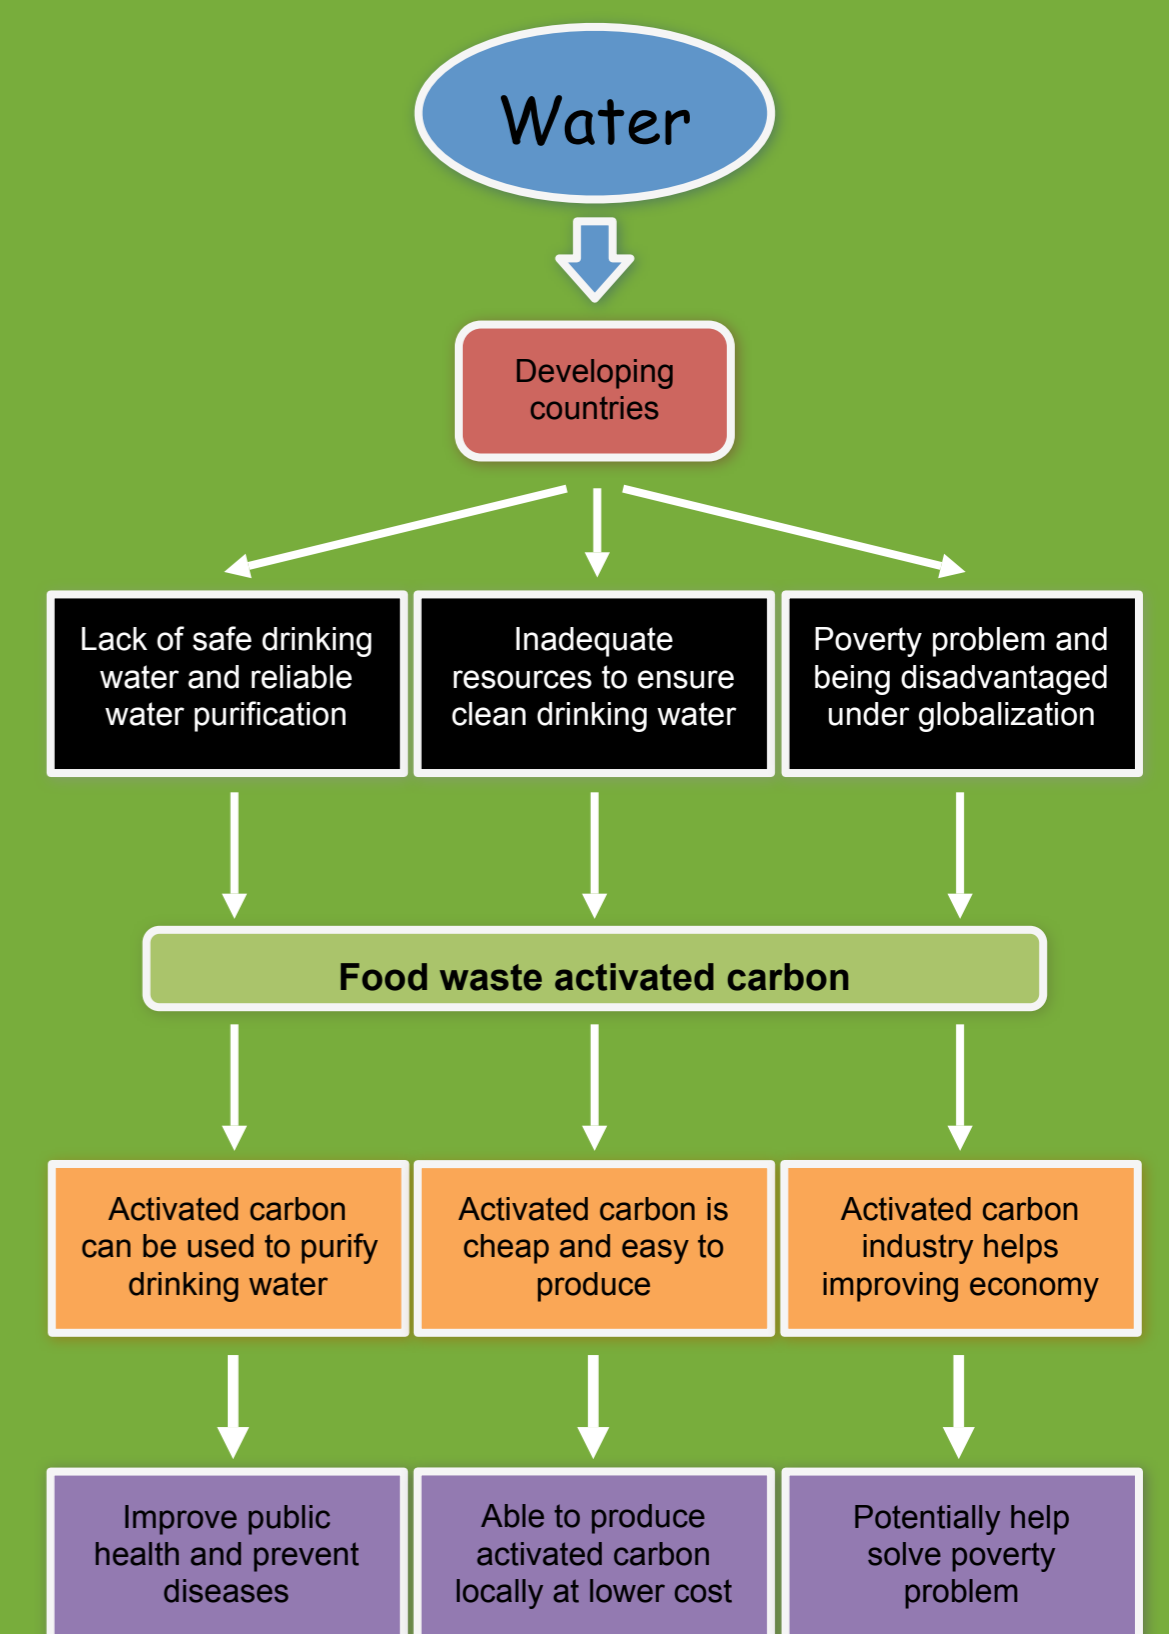 Water
Developing
countries
Lack of safe drinking
water and reliable
water purification
Inadequate
resources to ensure
clean drinking water
Poverty problem and
being disadvantaged
under globalization
Food waste activated carbon
Activated carbon
can be used to purify
drinking water
Activated carbon is
cheap and easy to
produce
Activated carbon
industry helps
improving economy
Improve public
health and prevent
diseases
Able to produce
activated carbon
locally at lower cost
Potentially help
solve poverty
problem